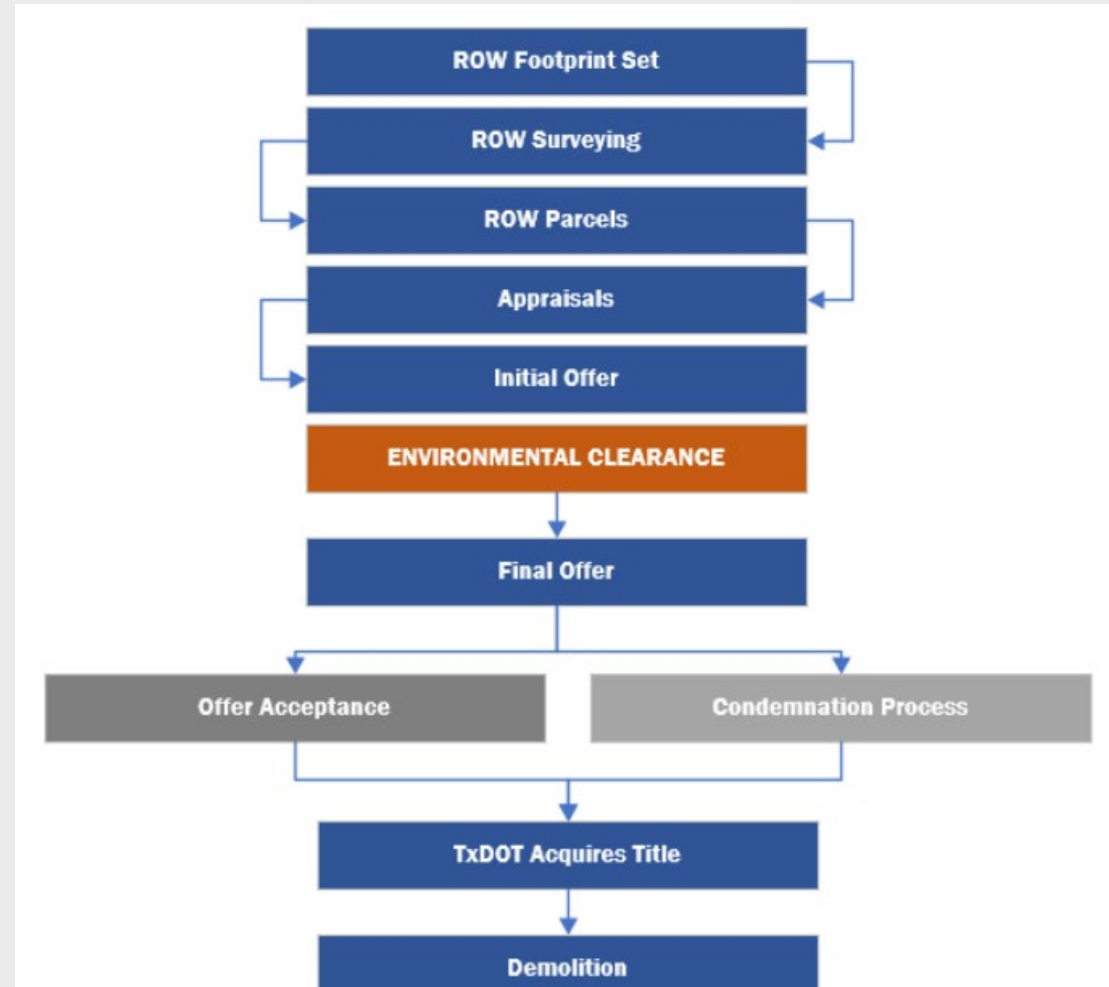 ROW Footprint Set
ROW Surveying
ROW Parcels
Appraisals
Initial Offer
ENVIRONMENTAL CLEARANCE
Final Offer
Offer Acceptance
Condemnation Process
TxDOT Acquires Title
Demolition